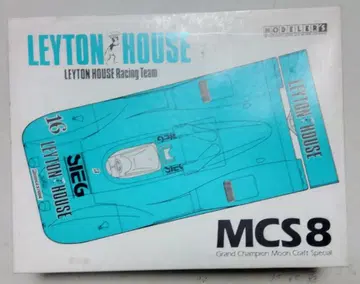 LEYTON HOUSE
MODELER'S
LEYTON HOUSE Racing Team
16
LEYTON HOUSE
SIEG
LEYTON HOUSE
MCS8
Grand Champion Moon Craft Special